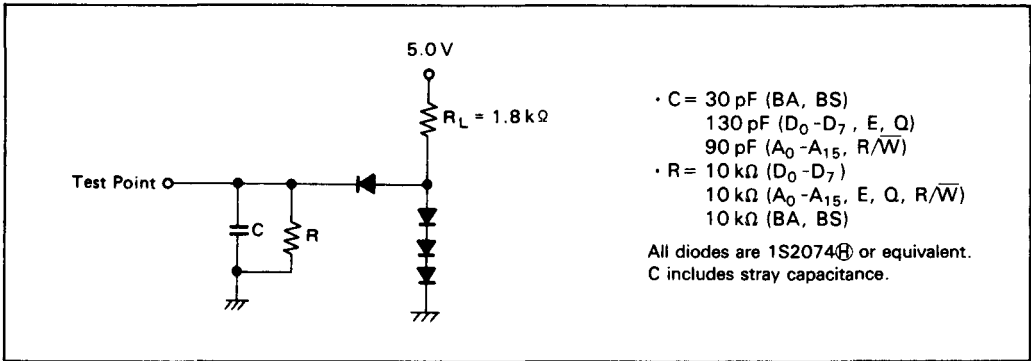 5.0 V
R_L = 1.8 kΩ
Test Point
C
R
· C = 30 pF (BA, BS)
130 pF (D₀-D₇, E, Q)
90 pF (A₀-A₁₅, R/W̅)
· R = 10 kΩ (D₀-D₇)
10 kΩ (A₀-A₁₅, E, Q, R/W̅)
10 kΩ (BA, BS)
All diodes are 1S2074Ⓗ or equivalent.
C includes stray capacitance.